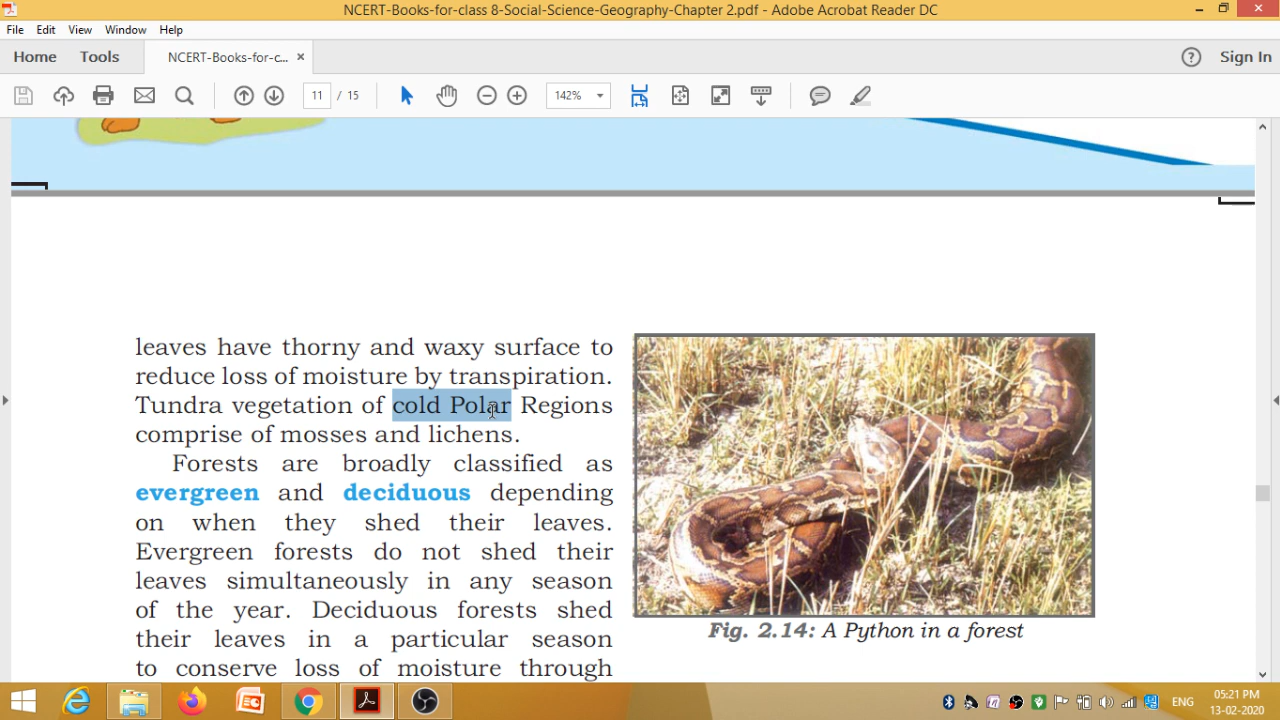 NCERT-Books-for-class 8-Social-Science-Geography-Chapter 2.pdf - Adobe Acrobat Reader DC
File Edit View Window Help
Home Tools NCERT-Books-for-c... × Sign In
11 / 15 142%
leaves have thorny and waxy surface to
reduce loss of moisture by transpiration.
Tundra vegetation of cold Polar Regions
comprise of mosses and lichens.
Forests are broadly classified as
evergreen and deciduous depending
on when they shed their leaves.
Evergreen forests do not shed their
leaves simultaneously in any season
of the year. Deciduous forests shed
their leaves in a particular season
to conserve loss of moisture through
Fig. 2.14: A Python in a forest
ENG
05:21 PM
13-02-2020